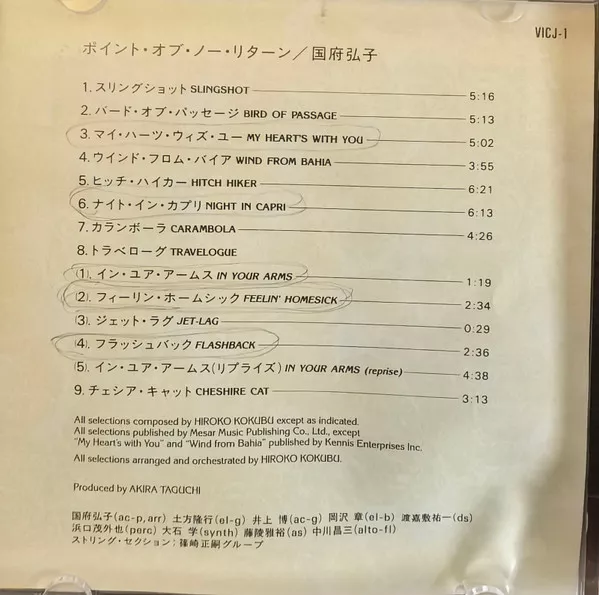 VICJ-1
ポイント・オブ・ノー・リターン/国府弘子
1.スリングショット SLINGSHOT 5:16
2.バード・オブ・パッセージ BIRD OF PASSAGE 5:13
3.マイ・ハーツ・ウィズ・ユー MY HEART'S WITH YOU 5:02
4.ウインド・フロム・バイア WIND FROM BAHIA 3:55
5.ヒッチ・ハイカー HITCH HIKER 6:21
6.ナイト・イン・カプリ NIGHT IN CAPRI 6:13
7.カランボーラ CARAMBOLA 4:26
8.トラベローグ TRAVELOGUE
(1).イン・ユア・アームス IN YOUR ARMS 1:19
(2).フィーリン・ホームシック FEELIN' HOMESICK 2:34
(3).ジェット・ラグ JET-LAG 0:29
(4).フラッシュバック FLASHBACK 2:36
(5).イン・ユア・アームス(リプライズ) IN YOUR ARMS (reprise) 4:38
9.チェシア・キャット CHESHIRE CAT 3:13
All selections composed by HIROKO KOKUBU except as indicated.
All selections published by Mesar Music Publishing Co., Ltd., except
"My Heart's with You" and "Wind from Bahia" published by Kennis Enterprises Inc.
All selections arranged and orchestrated by HIROKO KOKUBU.
Produced by AKIRA TAGUCHI
国府弘子(ac-p,arr) 土方隆行(el-g) 井上 博(ac-g) 岡沢 章(el-b) 渡嘉敷祐一(ds)
浜口茂外也(perc) 大石 学(synth) 藤陵雅裕(as) 中川昌三(alto-fl)
ストリング・セクション:篠崎正嗣グループ